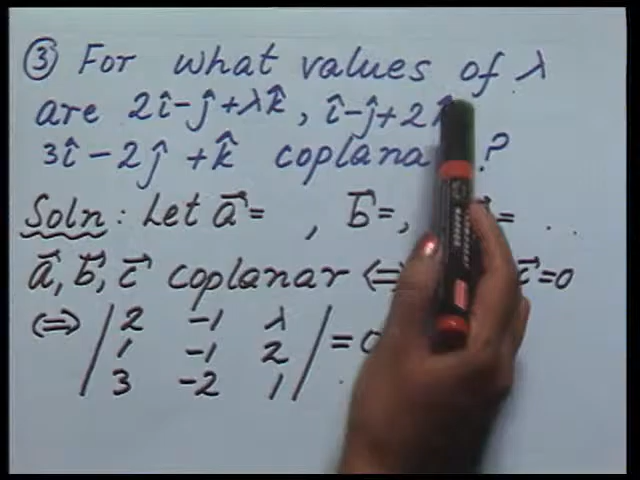 ③ For what values of λ
are 2î-ĵ+λk̂, î-ĵ+2
3î-2ĵ+k̂ coplana ?
Soln: Let a⃗= , b⃗=, = ..
a⃗, b⃗, c⃗ coplanar ⇔ c⃗=0
⇔ | 2 -1 λ |
| 1 -1 2 | =
| 3 -2 1 |